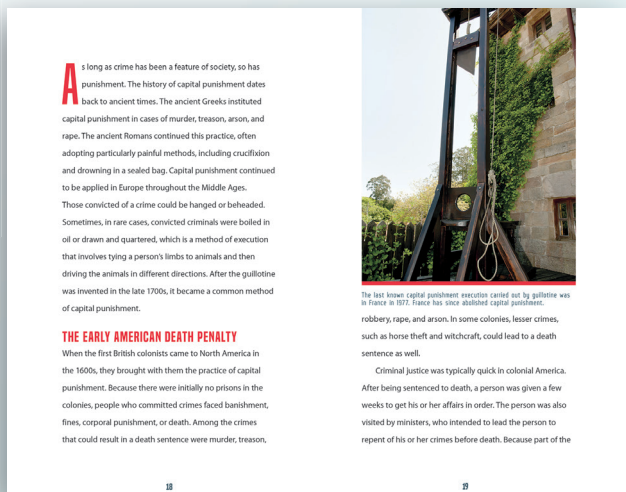 As long as crime has been a feature of society, so has
punishment. The history of capital punishment dates
back to ancient times. The ancient Greeks instituted
capital punishment in cases of murder, treason, arson, and
rape. The ancient Romans continued this practice, often
adopting particularly painful methods, including crucifixion
and drowning in a sealed bag. Capital punishment continued
to be applied in Europe throughout the Middle Ages.
Those convicted of a crime could be hanged or beheaded.
Sometimes, in rare cases, convicted criminals were boiled in
oil or drawn and quartered, which is a method of execution
that involves tying a person's limbs to animals and then
driving the animals in different directions. After the guillotine
was invented in the late 1700s, it became a common method
of capital punishment.
THE EARLY AMERICAN DEATH PENALTY
When the first British colonists came to North America in
the 1600s, they brought with them the practice of capital
punishment. Because there were initially no prisons in the
colonies, people who committed crimes faced banishment,
fines, corporal punishment, or death. Among the crimes
that could result in a death sentence were murder, treason,
18
The last known capital punishment execution carried out by guillotine was
in France in 1977. France has since abolished capital punishment.
robbery, rape, and arson. In some colonies, lesser crimes,
such as horse theft and witchcraft, could lead to a death
sentence as well.
Criminal justice was typically quick in colonial America.
After being sentenced to death, a person was given a few
weeks to get his or her affairs in order. The person was also
visited by ministers, who intended to lead the person to
repent of his or her crimes before death. Because part of the
19